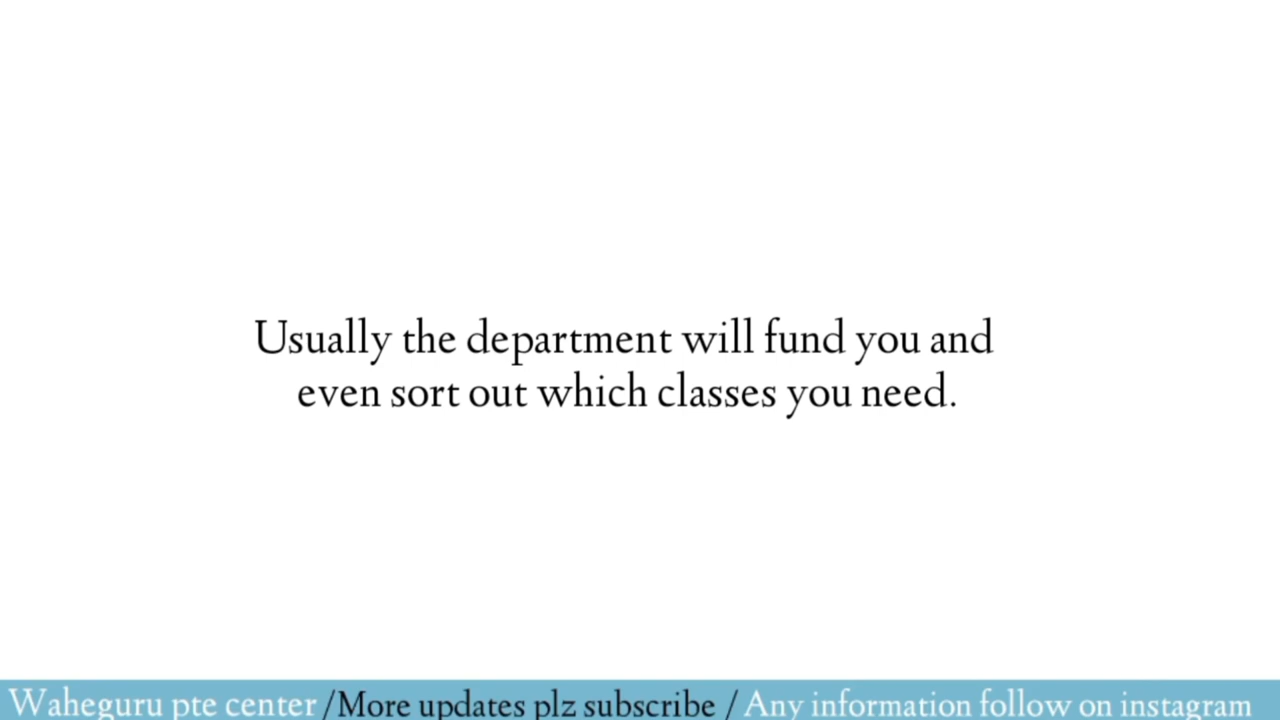 Usually the department will fund you and
even sort out which classes you need.
Waheguru pte center /More updates plz subscribe / Any information follow on instagram